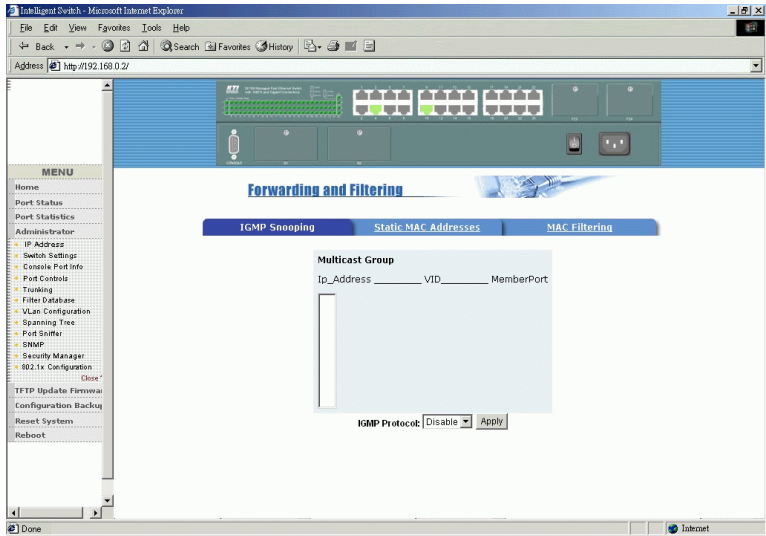 Intelligent Switch - Microsoft Internet Explorer
File Edit View Favorites Tools Help
Back Search Favorites History
Address http://192.168.0.2/
MENU
Home
Port Status
Port Statistics
Administrator
IP Address
Switch Settings
Console Port Info
Port Controls
Trunking
Filter Database
VLan Configuration
Spanning Tree
Port Sniffer
SNMP
Security Manager
802.1x Configuration
Close
TFTP Update Firmwa
Configuration Backup
Reset System
Reboot
Forwarding and Filtering
IGMP Snooping Static MAC Addresses MAC Filtering
Multicast Group
Ip_Address _________ VID________ MemberPort
IGMP Protocol: Disable Apply
Done Internet